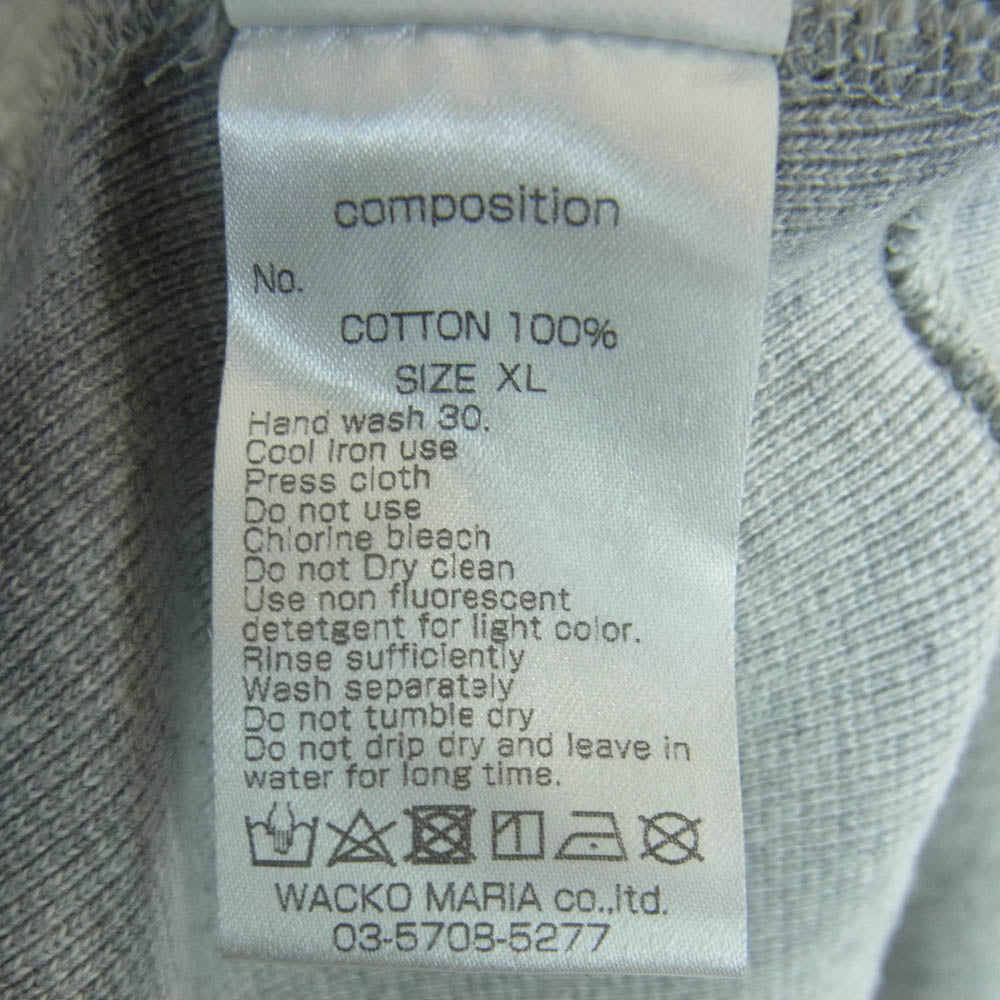 composition
No.
COTTON 100%
SIZE XL
Hand wash 30.
Cool Iron use
Press cloth
Do not use
Chlorine bleach
Do not Dry clean
Use non fluorescent
detetgent for light color.
Rinse sufficiently
Wash separately
Do not tumble dry
Do not drip dry and leave in
water for long time.
WACKO MARIA co.,ltd.
03-5708-5277